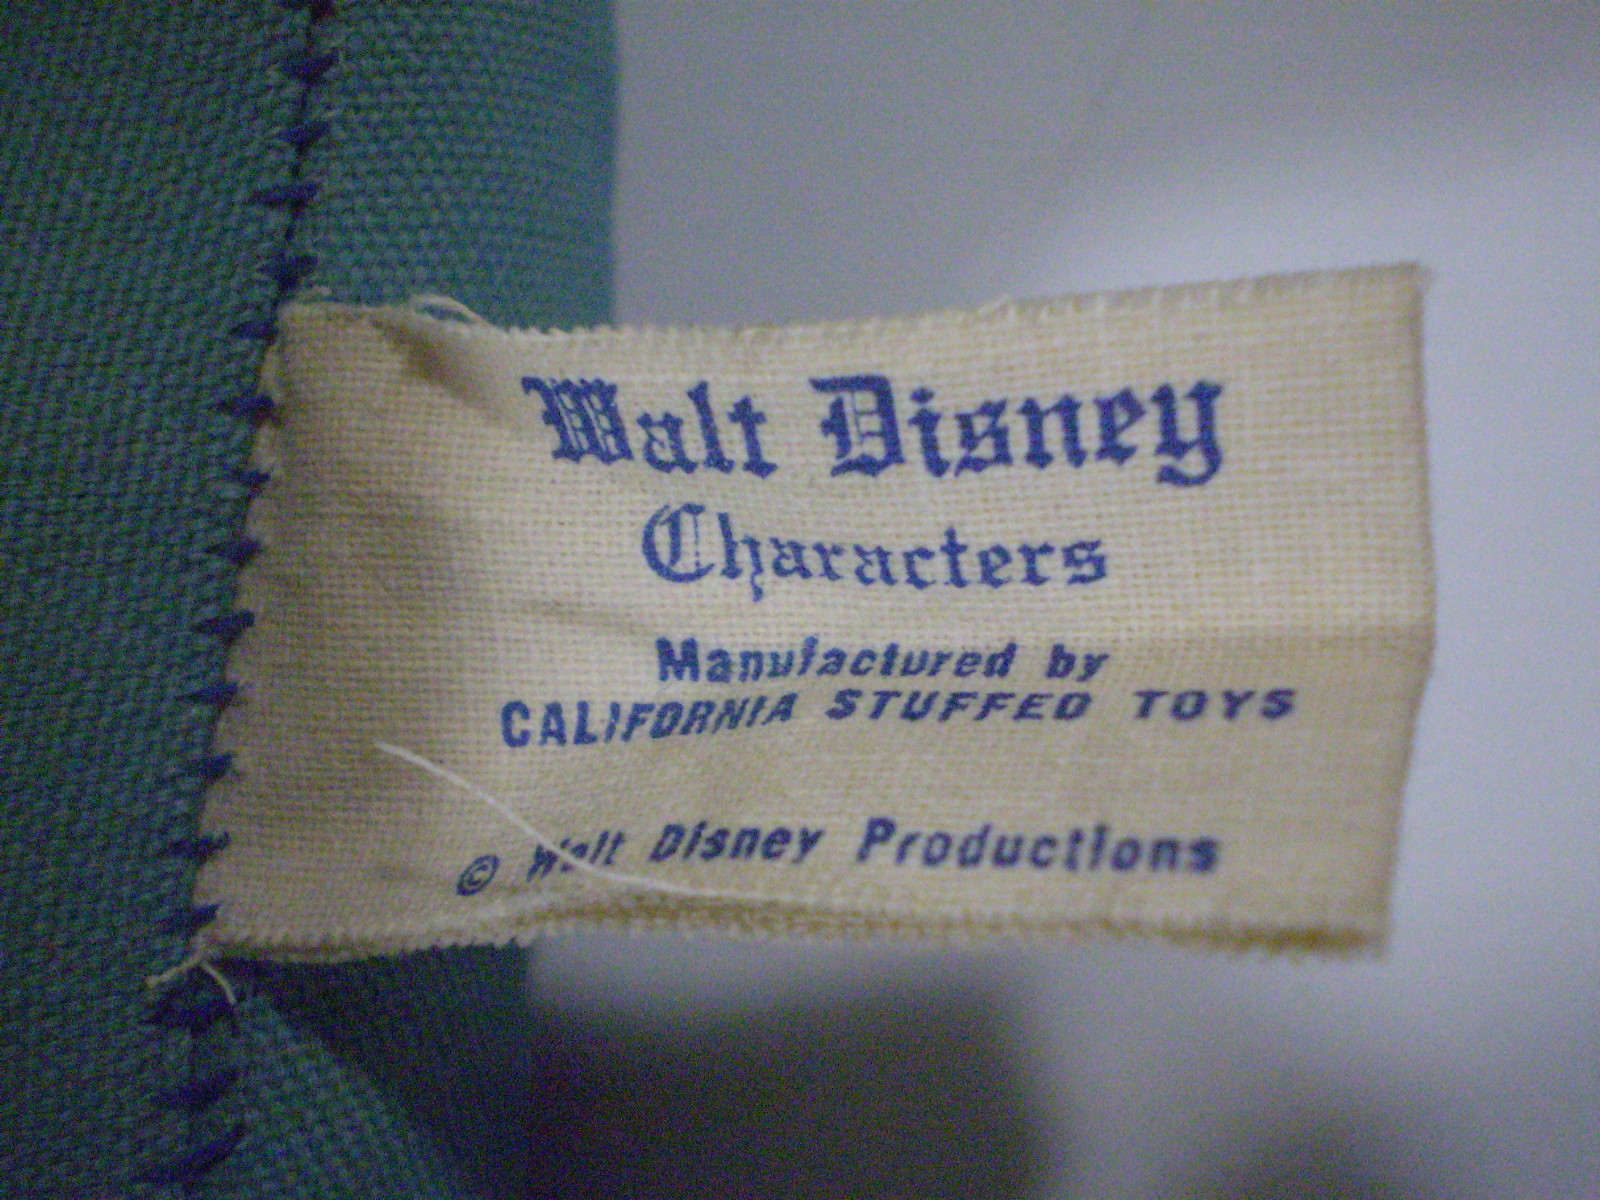 Walt Disney
Characters
Manufactured by
CALIFORNIA STUFFED TOYS
© Walt Disney Productions